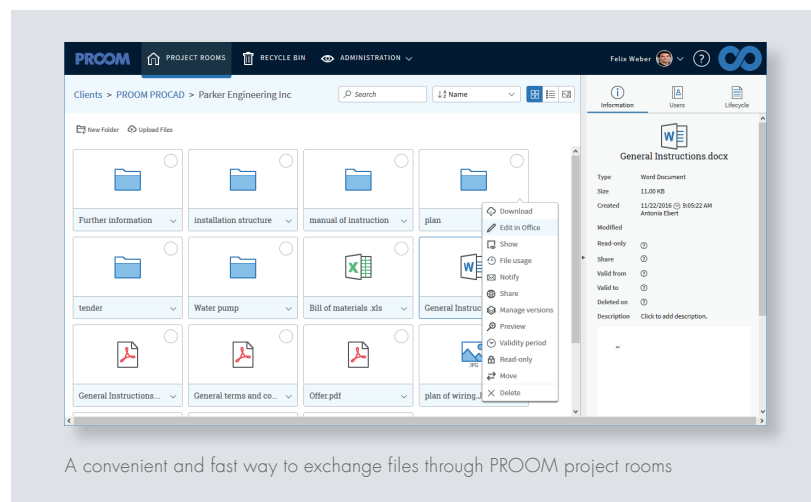 PROOM PROJECT ROOMS RECYCLE BIN ADMINISTRATION Felix Weber ?
Clients > PROOM PROCAD > Parker Engineering Inc Search Name
Information Users Lifecycle
New Folder Upload Files
General Instructions.docx
Type Word Document
Size 11.00 KB
Created 11/22/2016 9:05:22 AM
Antonia Ebert
Modified
Read-only ?
Share ?
Valid from ?
Valid to ?
Deleted on ?
Description Click to add description.
Further information installation structure manual of instruction plan
tender Water pump Bill of materials .xls General Instruc
General Instructions... General terms and co... Offer.pdf plan of wiring.J
JPG
Download
Edit in Office
Show
File usage
Notify
Share
Manage versions
Preview
Validity period
Read-only
Move
Delete
A convenient and fast way to exchange files through PROOM project rooms